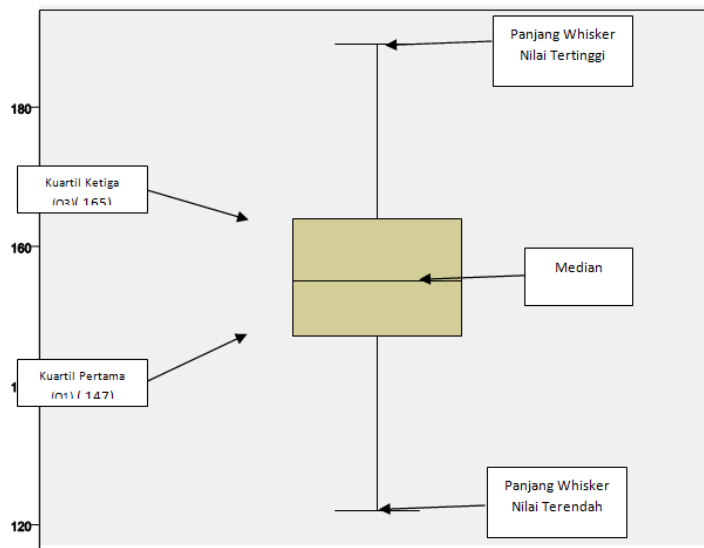 Panjang Whisker
Nilai Tertinggi
180
Kuartil Ketiga
(Q3)( 165)
160
Median
Kuartil Pertama
(Q1) ( 147)
Panjang Whisker
Nilai Terendah
120